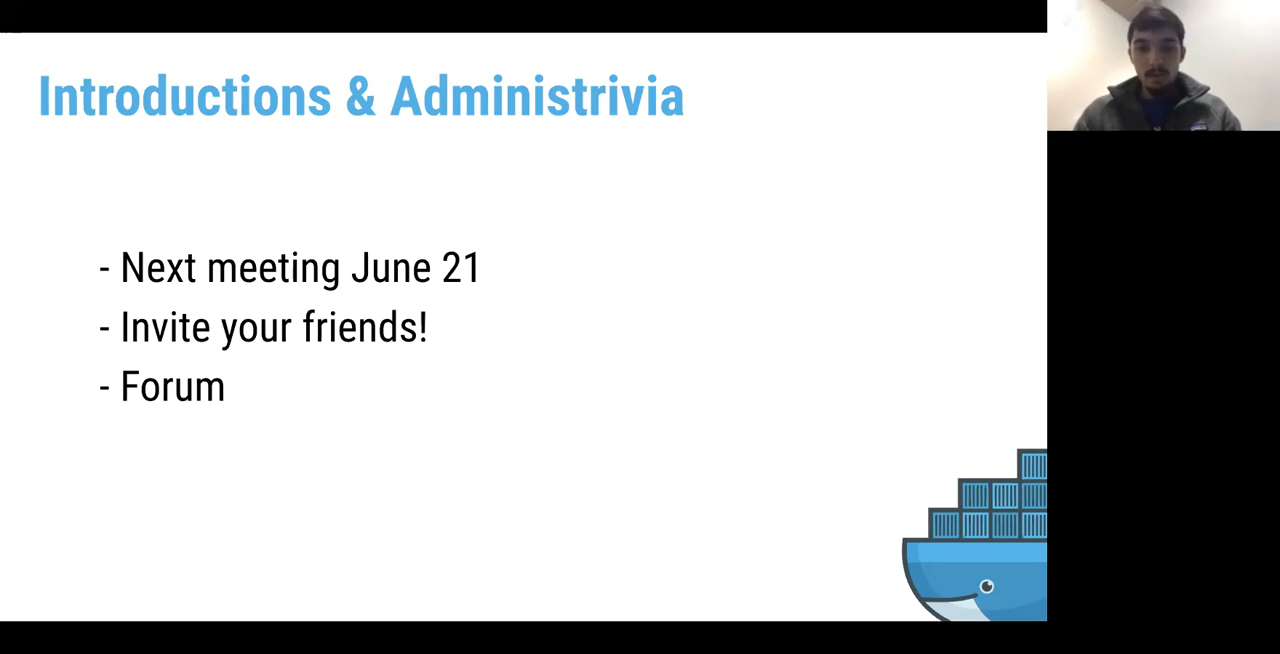 Introductions & Administrivia
- Next meeting June 21
- Invite your friends!
- Forum